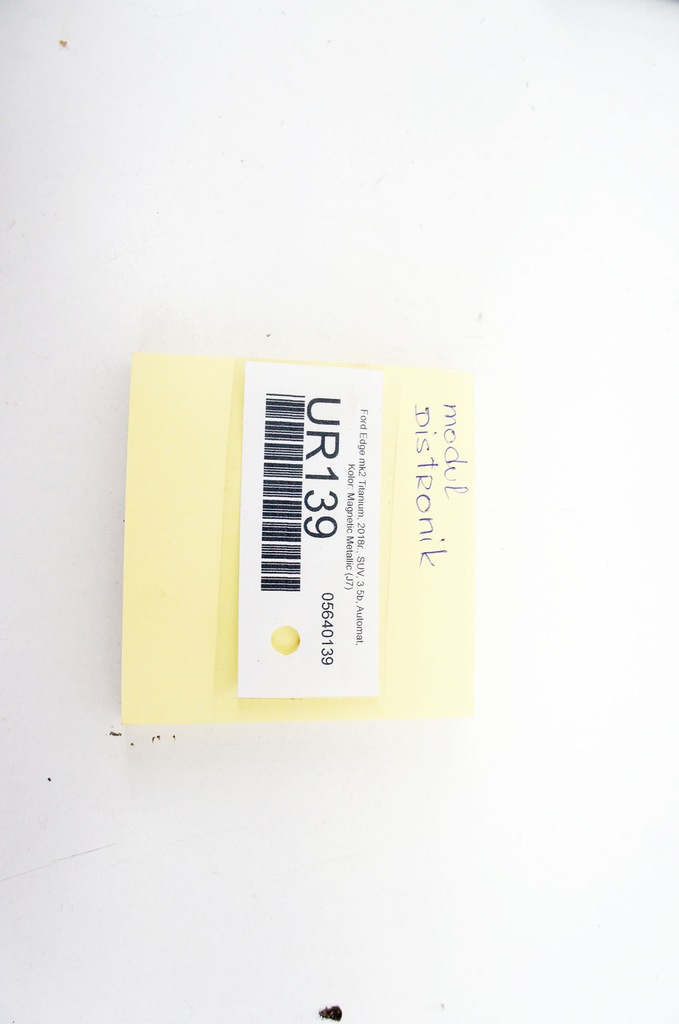 modul
Distronik
Ford Edge mk2 Titanium, 2018r., SUV, 3.5b, Automat,
Kolor: Magnetic Metallic (J7)
UR139
05640139